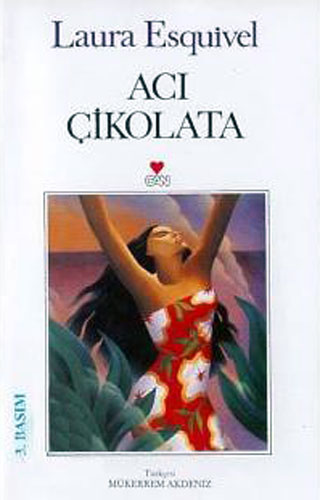 Laura Esquivel
ACI
ÇİKOLATA
CAN
3. BASIM
Türkçesi
MÜKERREM AKDENİZ